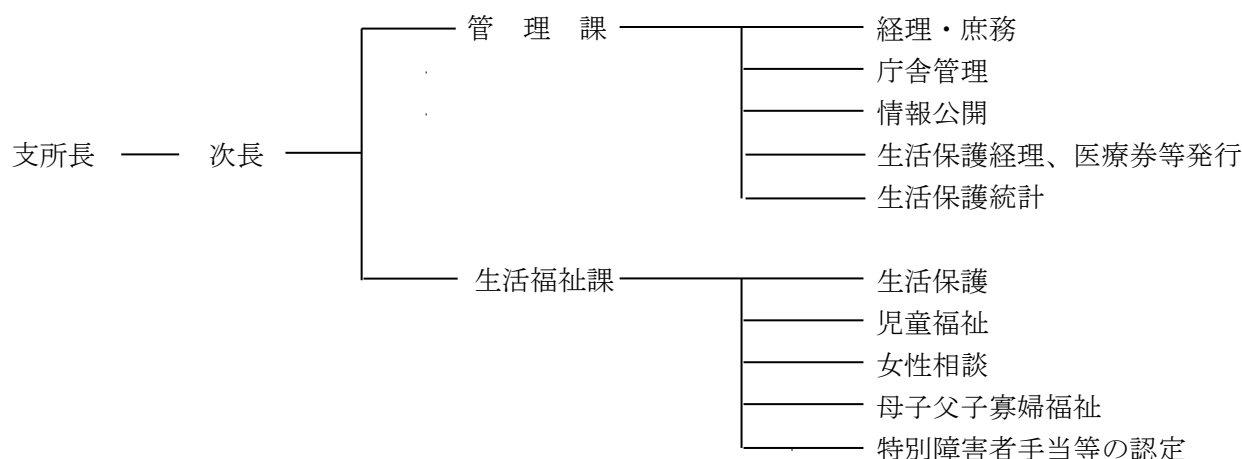 管理課
経理・庶務
庁舎管理
情報公開
支所長 次長 生活保護経理、医療券等発行
生活保護統計
生活福祉課 生活保護
児童福祉
女性相談
母子父子寡婦福祉
特別障害者手当等の認定